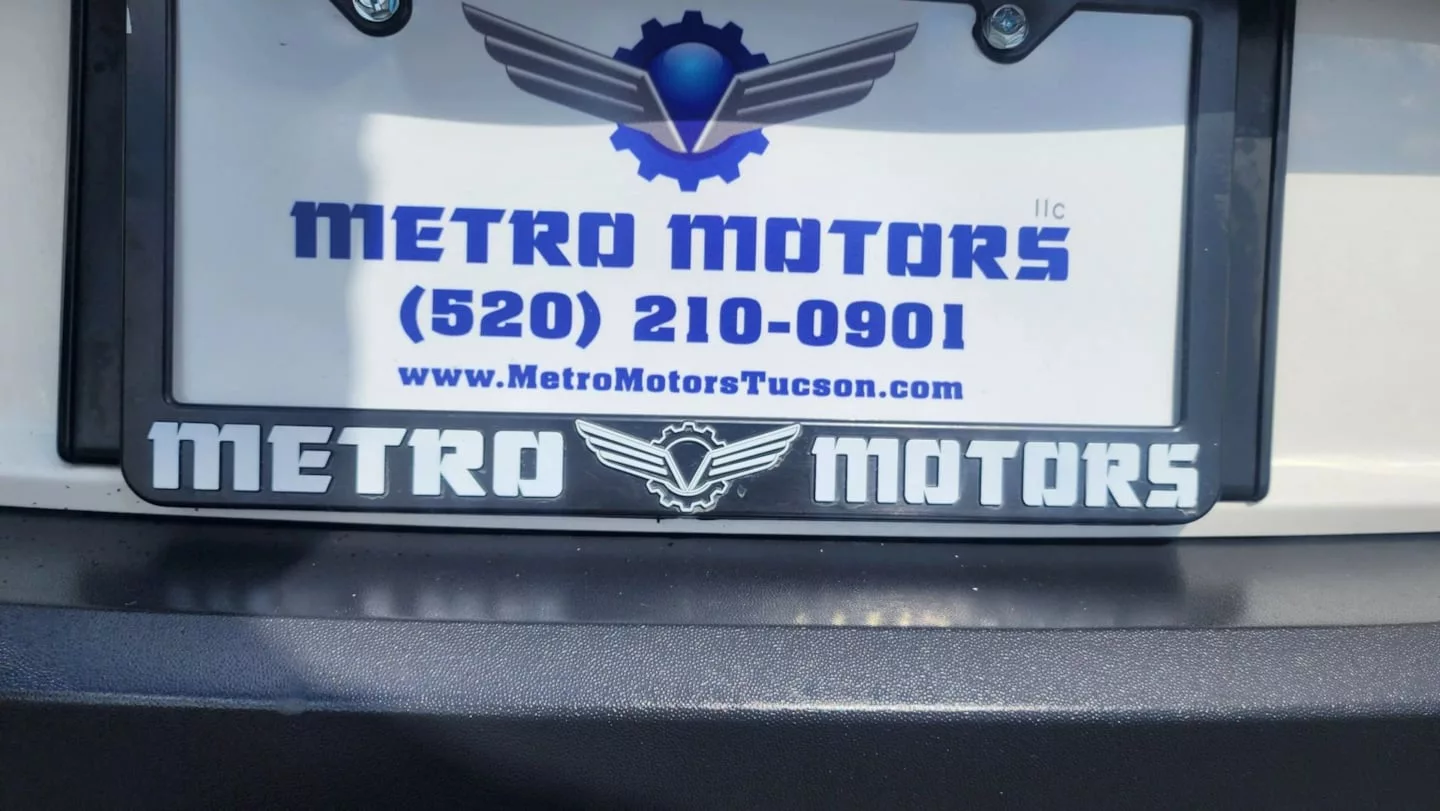 llc
METRO MOTORS
(520) 210-0901
www.MetroMotorsTucson.com
METRO MOTORS